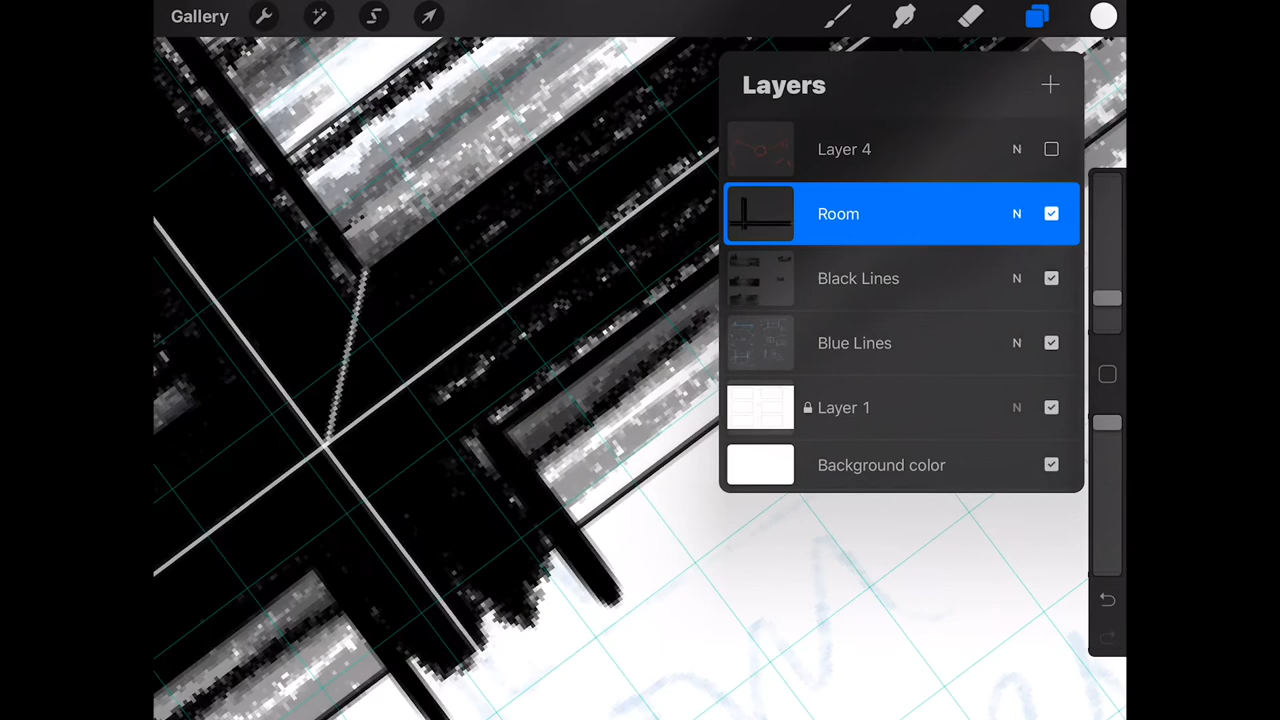 Gallery
Layers
Layer 4 N
Room N
Black Lines N
Blue Lines N
Layer 1 N
Background color